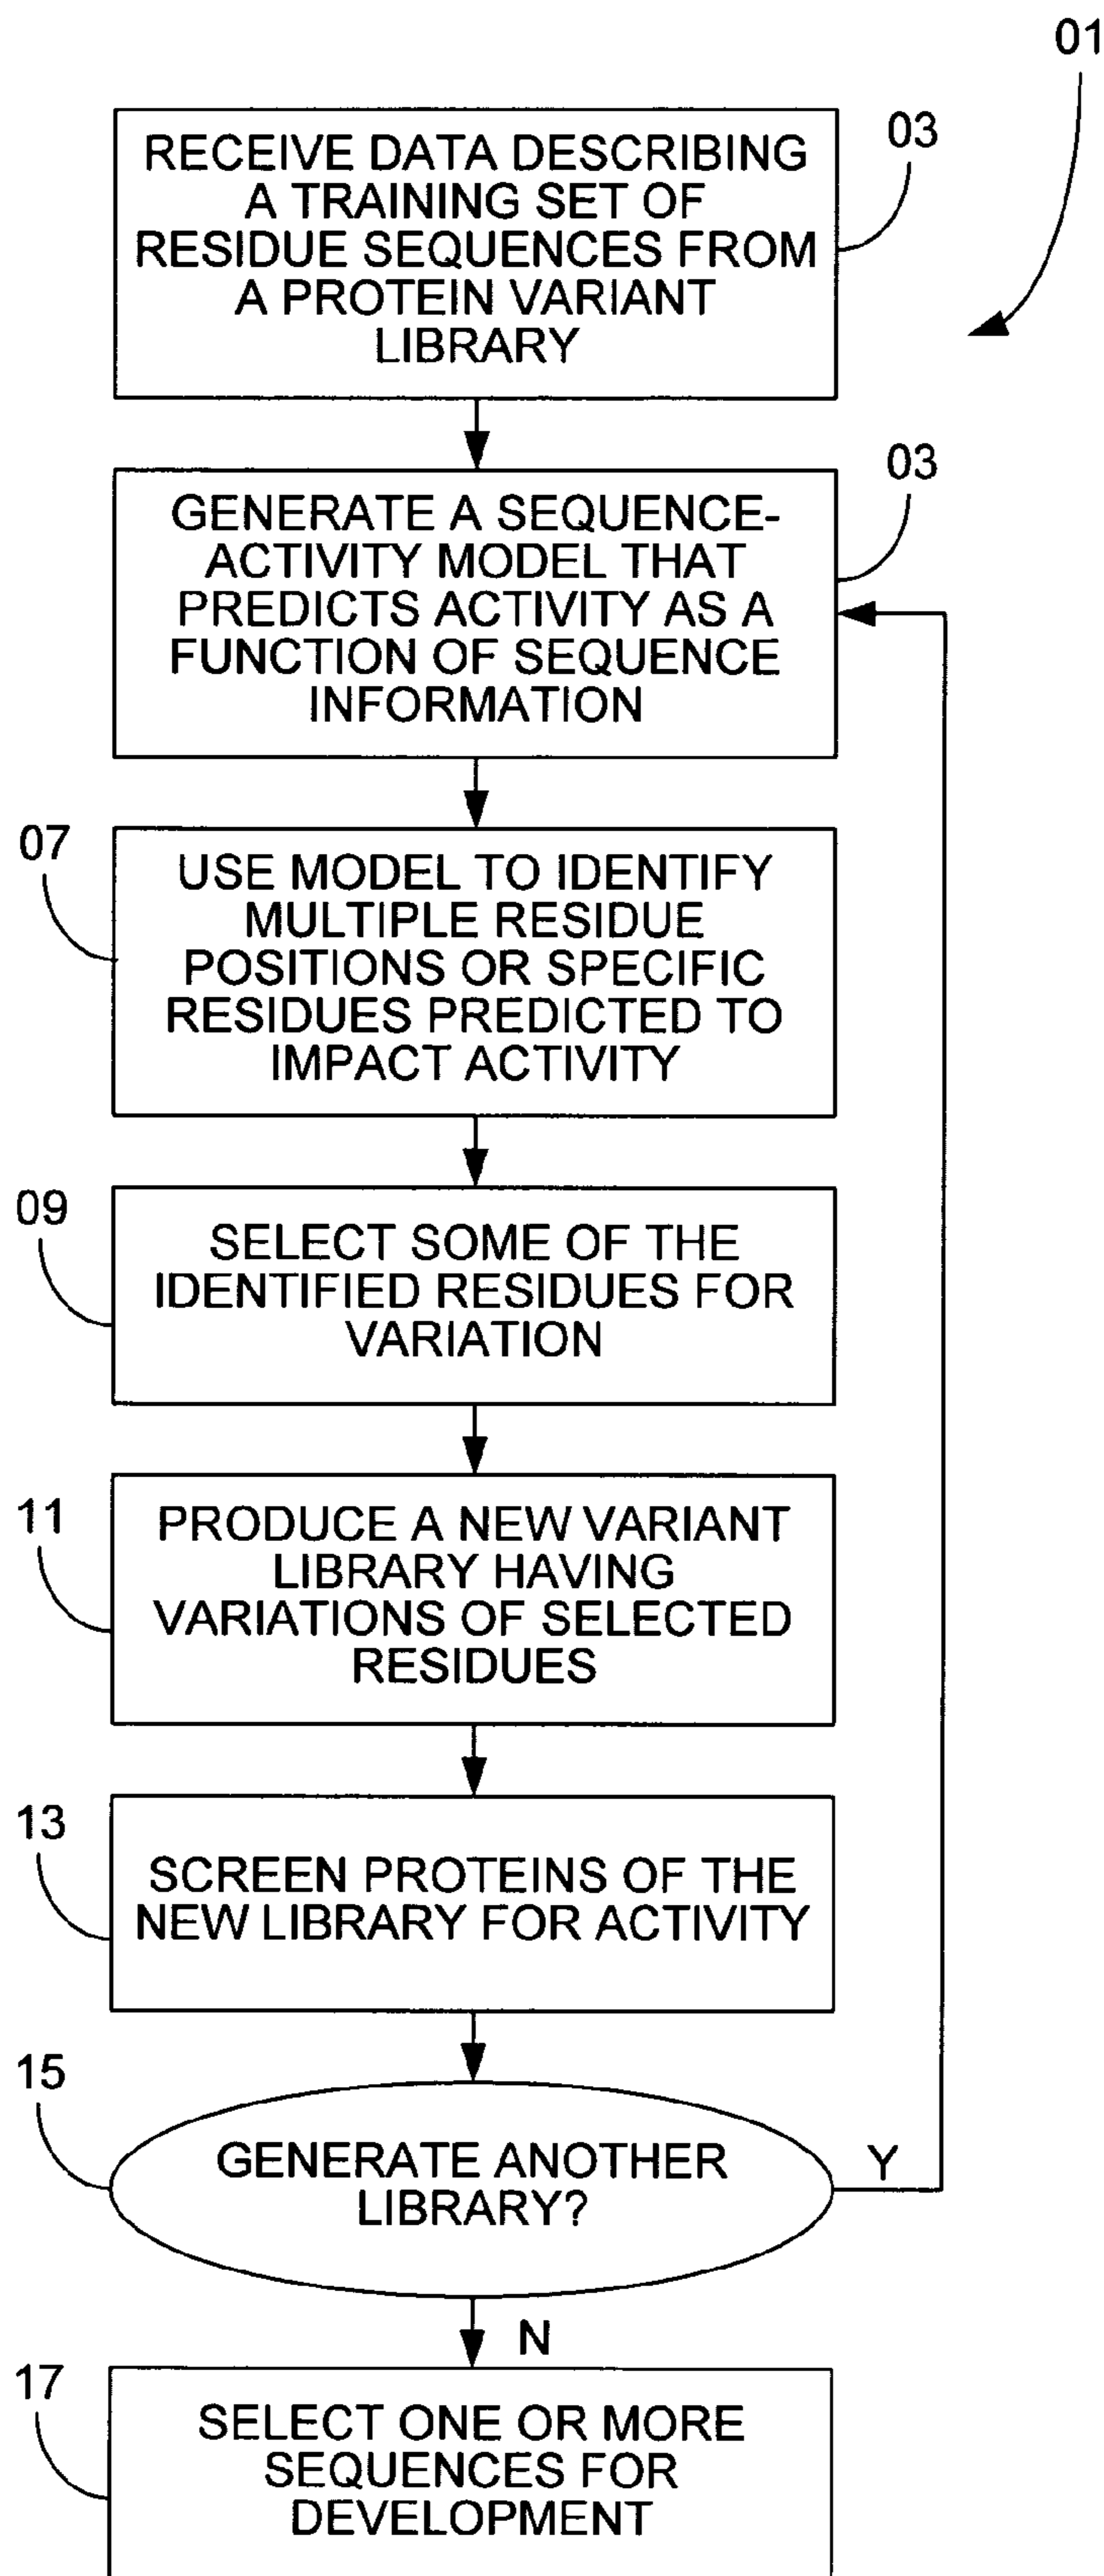 01
03
RECEIVE DATA DESCRIBING
A TRAINING SET OF
RESIDUE SEQUENCES FROM
A PROTEIN VARIANT
LIBRARY
03
GENERATE A SEQUENCE-
ACTIVITY MODEL THAT
PREDICTS ACTIVITY AS A
FUNCTION OF SEQUENCE
INFORMATION
07
USE MODEL TO IDENTIFY
MULTIPLE RESIDUE
POSITIONS OR SPECIFIC
RESIDUES PREDICTED TO
IMPACT ACTIVITY
09
SELECT SOME OF THE
IDENTIFIED RESIDUES FOR
VARIATION
11
PRODUCE A NEW VARIANT
LIBRARY HAVING
VARIATIONS OF SELECTED
RESIDUES
13
SCREEN PROTEINS OF THE
NEW LIBRARY FOR ACTIVITY
15
GENERATE ANOTHER
LIBRARY?
Y
N
17
SELECT ONE OR MORE
SEQUENCES FOR
DEVELOPMENT